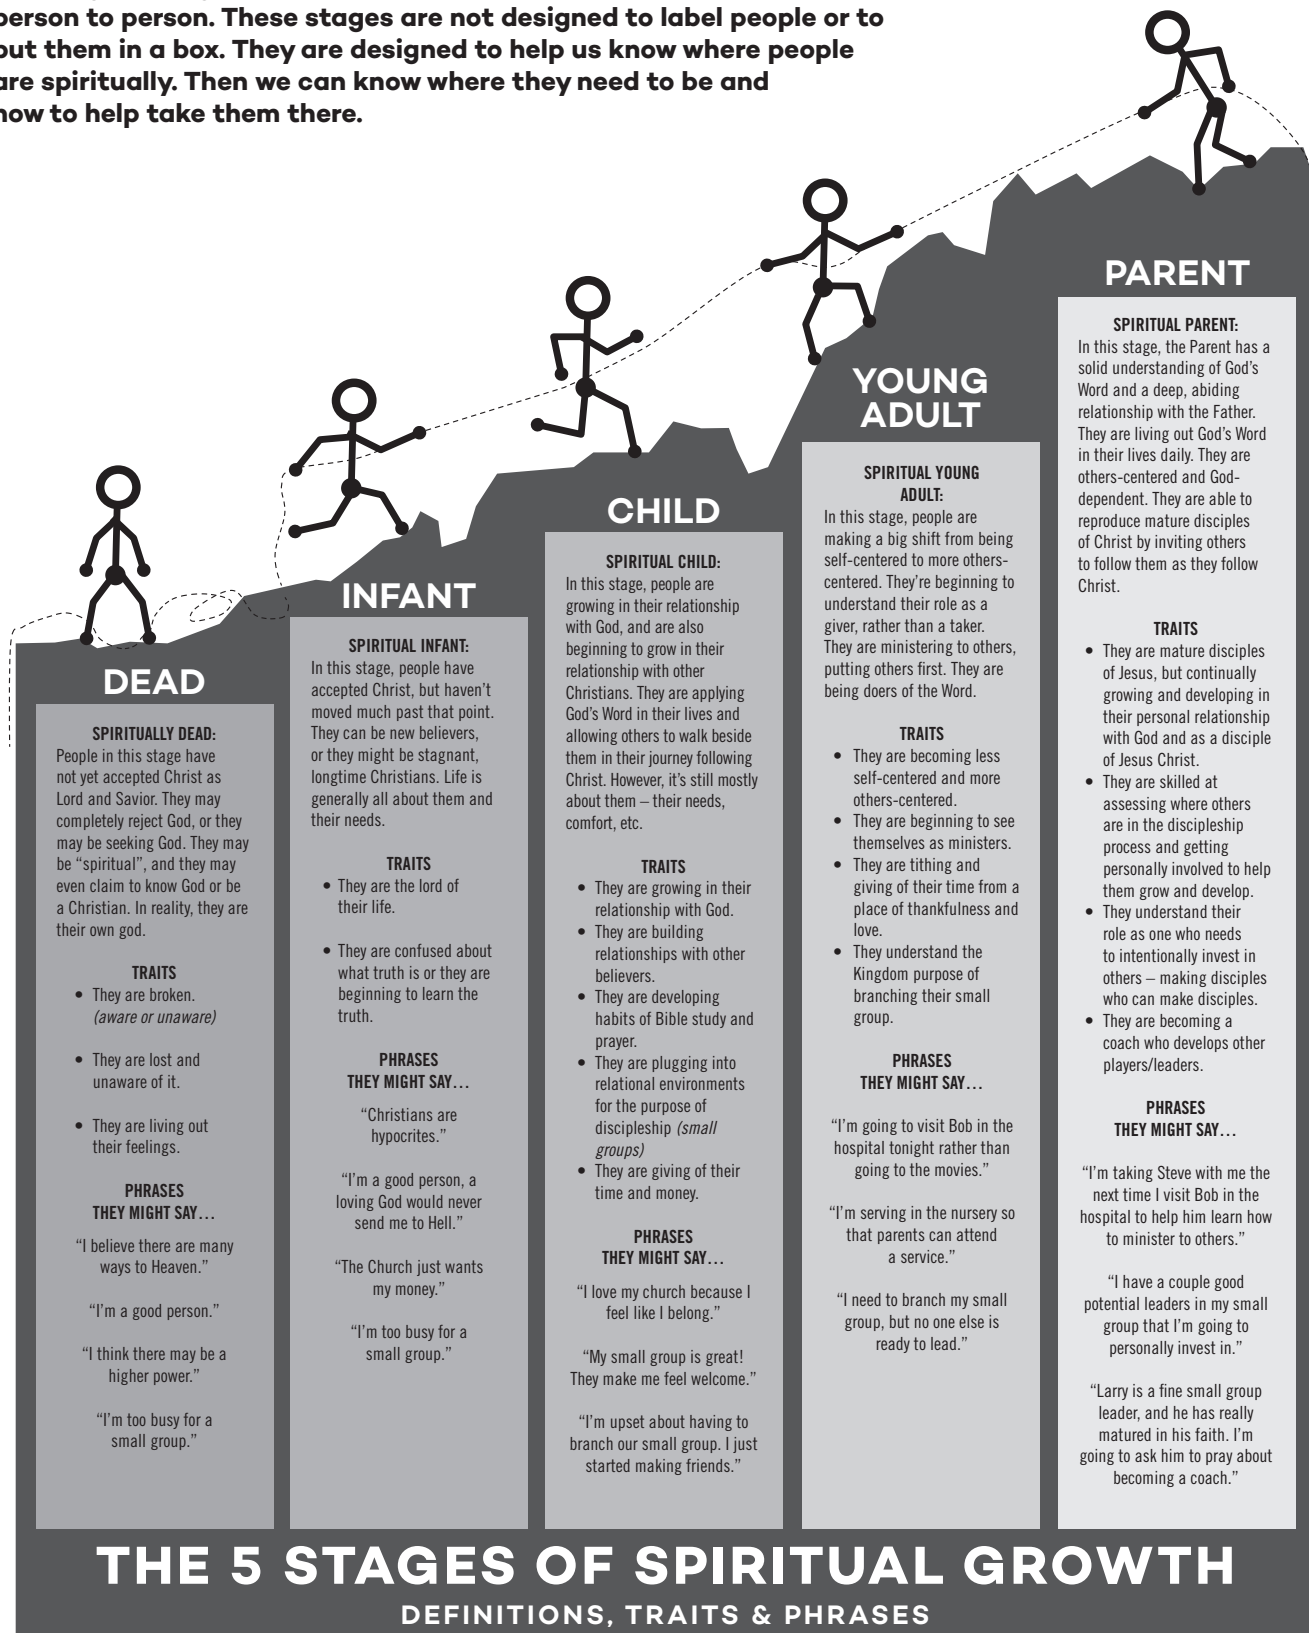 person to person. These stages are not designed to label people or to
put them in a box. They are designed to help us know where people
are spiritually. Then we can know where they need to be and
how to help take them there.
DEAD
SPIRITUALLY DEAD:
People in this stage have
not yet accepted Christ as
Lord and Savior. They may
completely reject God, or they
may be seeking God. They may
be “spiritual”, and they may
even claim to know God or be
a Christian. In reality, they are
their own god.
TRAITS
• They are broken.
(aware or unaware)
• They are lost and
unaware of it.
• They are living out
their feelings.
PHRASES
THEY MIGHT SAY…
“I believe there are many
ways to Heaven.”
“I’m a good person.”
“I think there may be a
higher power.”
“I’m too busy for a
small group.”
INFANT
SPIRITUAL INFANT:
In this stage, people have
accepted Christ, but haven’t
moved much past that point.
They can be new believers,
or they might be stagnant,
longtime Christians. Life is
generally all about them and
their needs.
TRAITS
• They are the lord of
their life.
• They are confused about
what truth is or they are
beginning to learn the
truth.
PHRASES
THEY MIGHT SAY…
“Christians are
hypocrites.”
“I’m a good person, a
loving God would never
send me to Hell.”
“The Church just wants
my money.”
“I’m too busy for a
small group.”
CHILD
SPIRITUAL CHILD:
In this stage, people are
growing in their relationship
with God, and are also
beginning to grow in their
relationship with other
Christians. They are applying
God’s Word in their lives and
allowing others to walk beside
them in their journey following
Christ. However, it’s still mostly
about them – their needs,
comfort, etc.
TRAITS
• They are growing in their
relationship with God.
• They are building
relationships with other
believers.
• They are developing
habits of Bible study and
prayer.
• They are plugging into
relational environments
for the purpose of
discipleship (small
groups)
• They are giving of their
time and money.
PHRASES
THEY MIGHT SAY…
“I love my church because I
feel like I belong.”
“My small group is great!
They make me feel welcome.”
“I’m upset about having to
branch our small group. I just
started making friends.”
YOUNG
ADULT
SPIRITUAL YOUNG
ADULT:
In this stage, people are
making a big shift from being
self-centered to more others-
centered. They’re beginning to
understand their role as a
giver, rather than a taker.
They are ministering to others,
putting others first. They are
being doers of the Word.
TRAITS
• They are becoming less
self-centered and more
others-centered.
• They are beginning to see
themselves as ministers.
• They are tithing and
giving of their time from a
place of thankfulness and
love.
• They understand the
Kingdom purpose of
branching their small
group.
PHRASES
THEY MIGHT SAY…
“I’m going to visit Bob in the
hospital tonight rather than
going to the movies.”
“I’m serving in the nursery so
that parents can attend
a service.”
“I need to branch my small
group, but no one else is
ready to lead.”
PARENT
SPIRITUAL PARENT:
In this stage, the Parent has a
solid understanding of God’s
Word and a deep, abiding
relationship with the Father.
They are living out God’s Word
in their lives daily. They are
others-centered and God-
dependent. They are able to
reproduce mature disciples
of Christ by inviting others
to follow them as they follow
Christ.
TRAITS
• They are mature disciples
of Jesus, but continually
growing and developing in
their personal relationship
with God and as a disciple
of Jesus Christ.
• They are skilled at
assessing where others
are in the discipleship
process and getting
personally involved to help
them grow and develop.
• They understand their
role as one who needs
to intentionally invest in
others – making disciples
who can make disciples.
• They are becoming a
coach who develops other
players/leaders.
PHRASES
THEY MIGHT SAY…
“I’m taking Steve with me the
next time I visit Bob in the
hospital to help him learn how
to minister to others.”
“I have a couple good
potential leaders in my small
group that I’m going to
personally invest in.”
“Larry is a fine small group
leader, and he has really
matured in his faith. I’m
going to ask him to pray about
becoming a coach.”
THE 5 STAGES OF SPIRITUAL GROWTH
DEFINITIONS, TRAITS & PHRASES